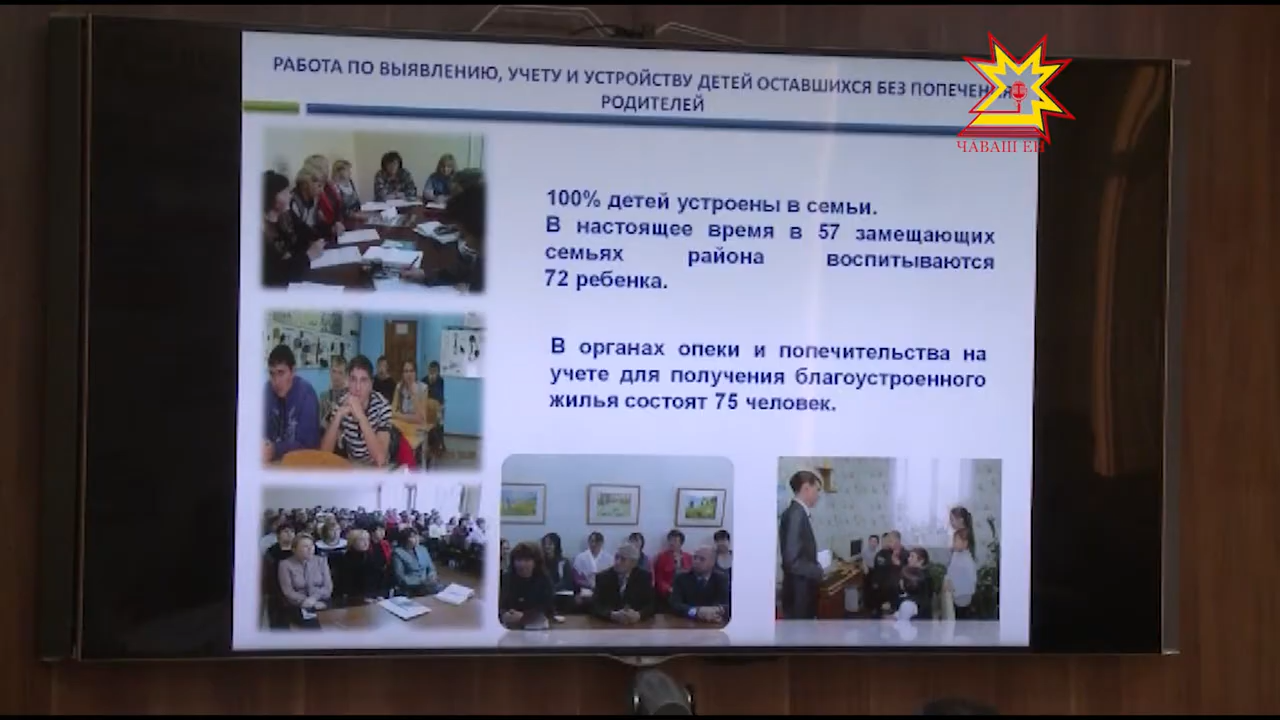 РАБОТА ПО ВЫЯВЛЕНИЮ, УЧЕТУ И УСТРОЙСТВУ ДЕТЕЙ ОСТАВШИХСЯ БЕЗ ПОПЕЧЕНИЯ
РОДИТЕЛЕЙ
ЧАВАШ ЕН
100% детей устроены в семьи.
В настоящее время в 57 замещающих
семьях района воспитываются
72 ребенка.
В органах опеки и попечительства на
учете для получения благоустроенного
жилья состоят 75 человек.